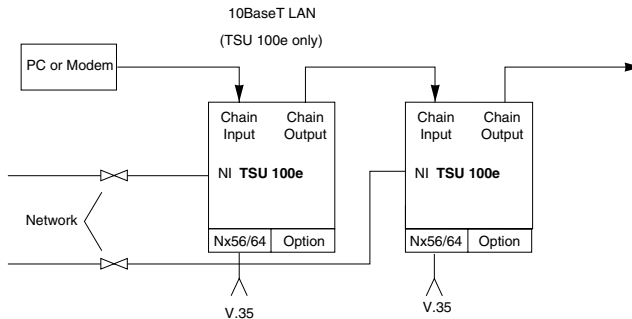 10BaseT LAN
(TSU 100e only)
PC or Modem
Chain Input
Chain Output
NI TSU 100e
Nx56/64
Option
V.35
Chain Input
Chain Output
NI TSU 100e
Nx56/64
Option
V.35
Network